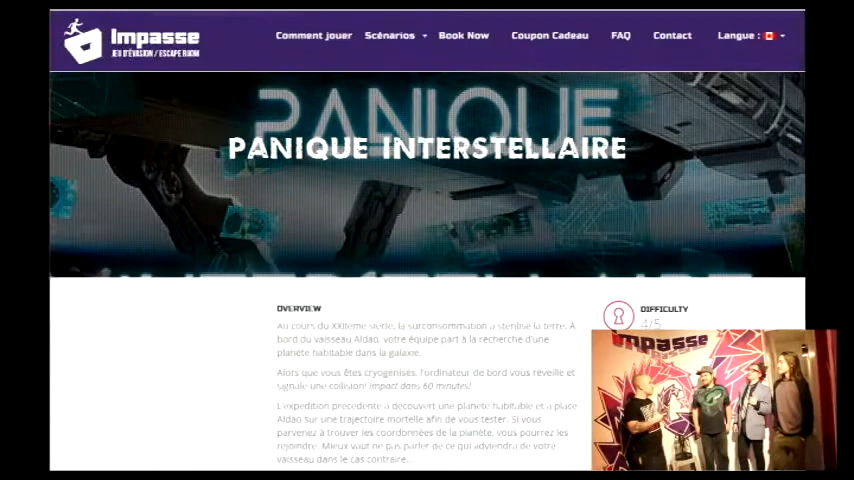 Impasse
JEU D'ÉVASION / ESCAPE ROOM
Comment jouer Scénarios Book Now Coupon Cadeau FAQ Contact Langue :
PANIQUE
PANIQUE INTERSTELLAIRE
OVERVIEW
Au cours du XXIIème siècle, la surconsommation a stérilisé la terre. À
bord du vaisseau Aldao, votre équipe part à la recherche d'une
planète habitable dans la galaxie.
Alors que vous êtes cryogénisés, l'ordinateur de bord vous réveille et
signale une collision! Impact dans 60 minutes!
L'expédition précédente a découvert une planète habitable et a placé
Aldao sur une trajectoire mortelle afin de vous tester. Si vous
parvenez à trouver les coordonnées de la planète, vous pourrez les
rejoindre. Mieux vaut ne pas parler de ce qui adviendra de votre
vaisseau dans le cas contraire...
DIFFICULTY
4/5
Impasse